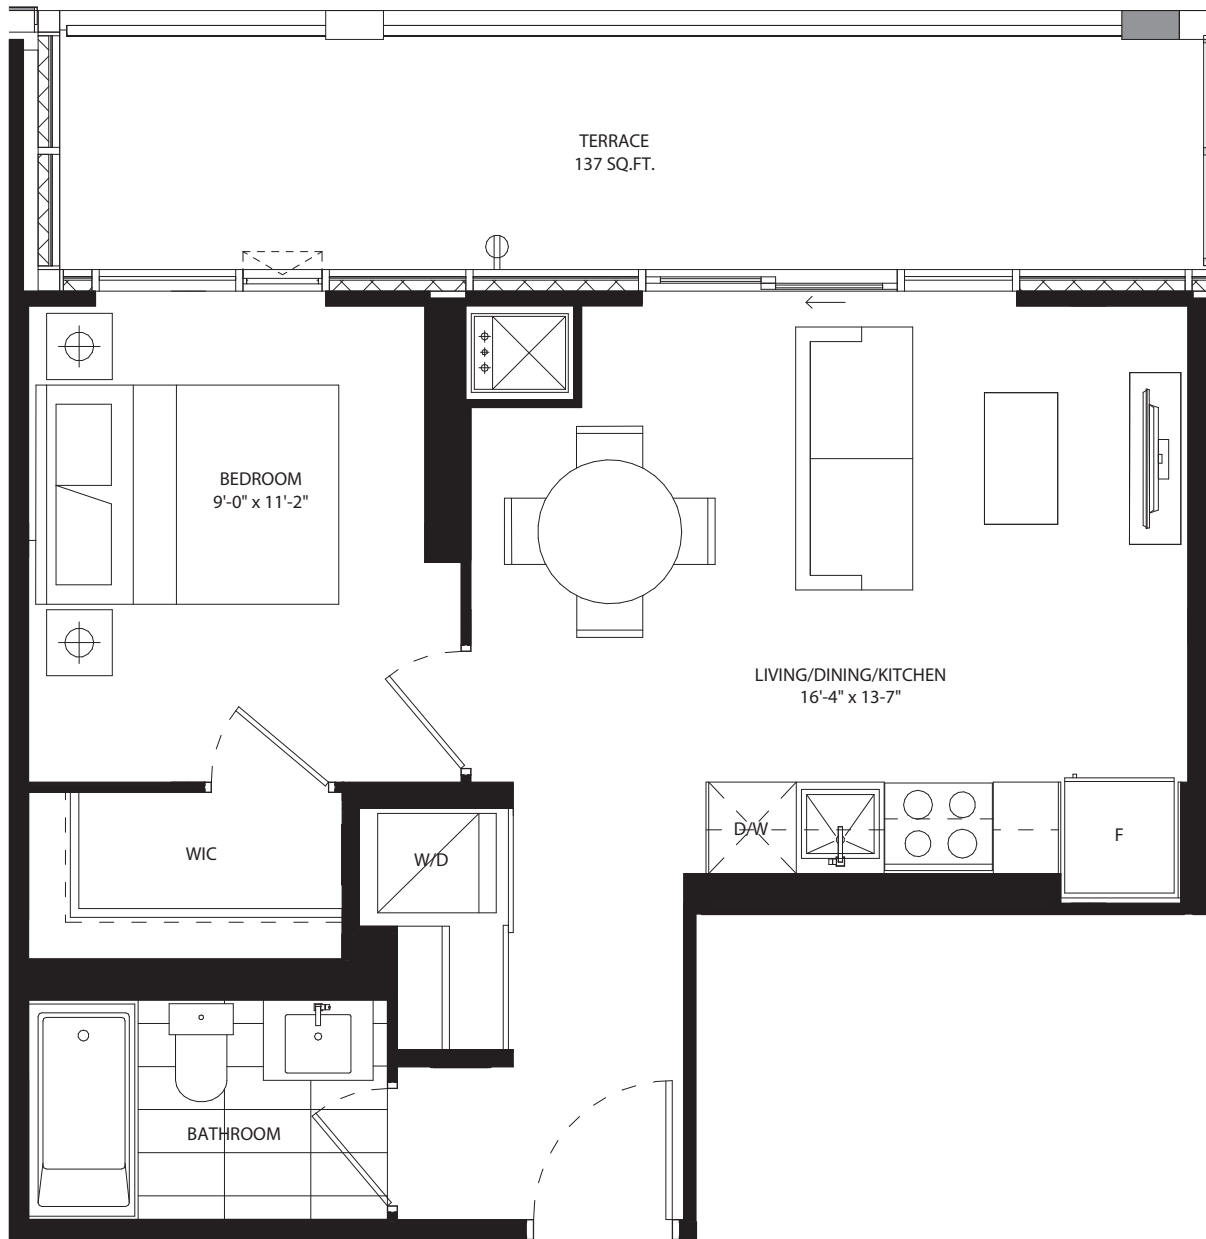 TERRACE
137 SQ.FT.
BEDROOM
9'-0" x 11'-2"
LIVING/DINING/KITCHEN
16'-4" x 13-7"
D/W
F
WIC
W/D
BATHROOM